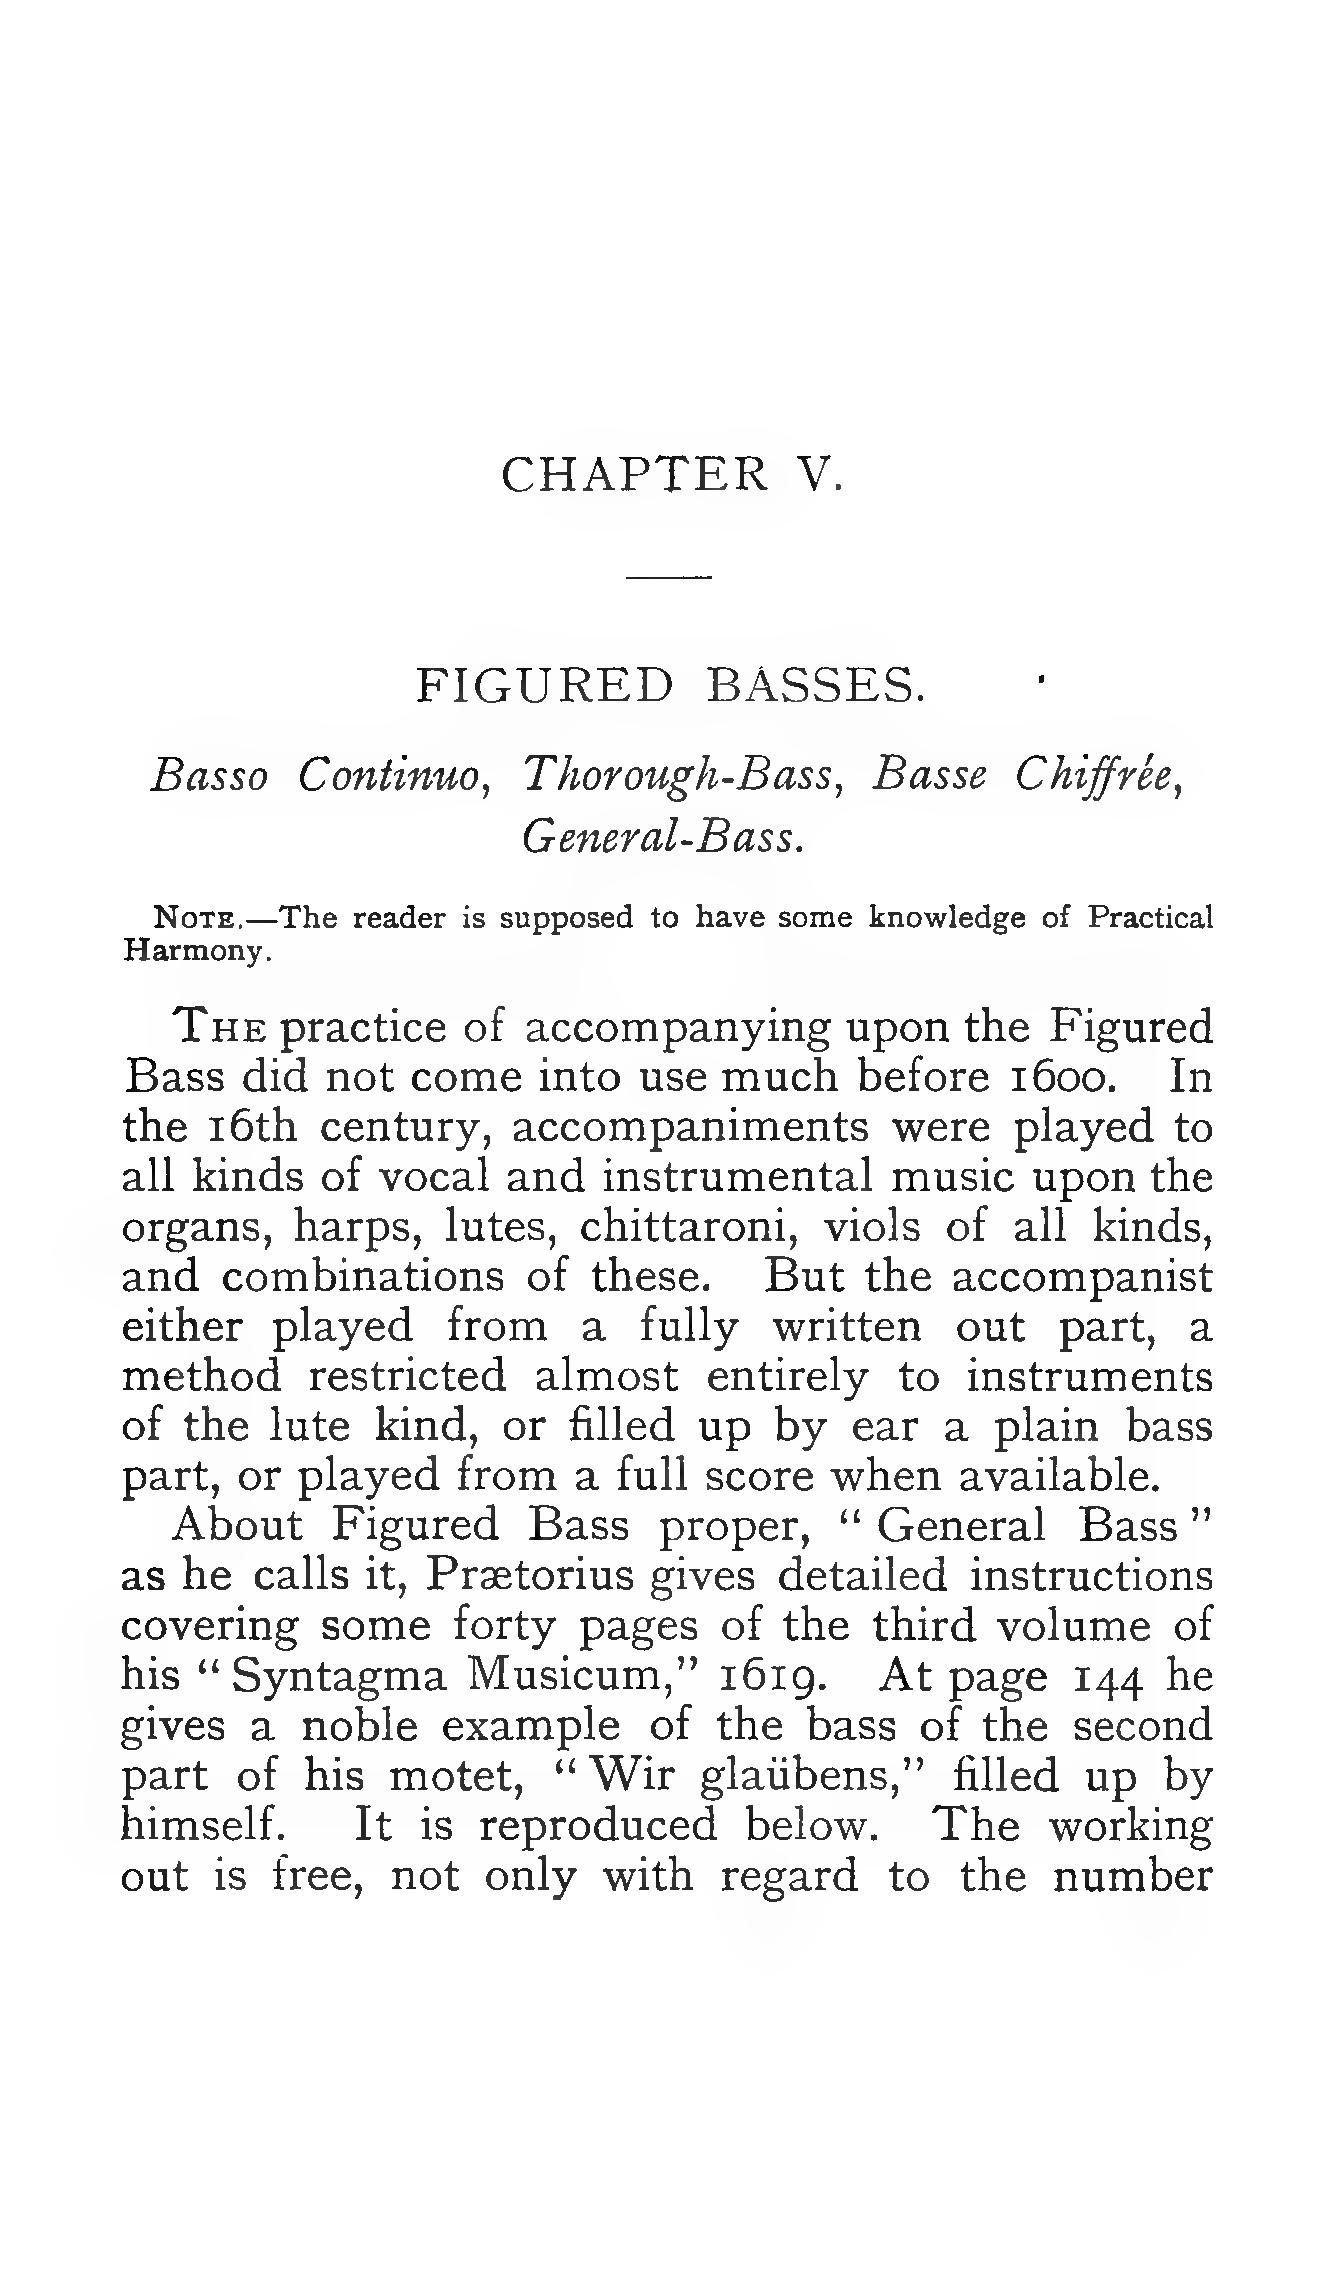 CHAPTER V.
FIGURED BASSES.
Basso Continuo, Thorough-Bass, Basse Chiffrée,
General-Bass.
NOTE.—The reader is supposed to have some knowledge of Practical
Harmony.
THE practice of accompanying upon the Figured
Bass did not come into use much before 1600. In
the 16th century, accompaniments were played to
all kinds of vocal and instrumental music upon the
organs, harps, lutes, chittaroni, viols of all kinds,
and combinations of these. But the accompanist
either played from a fully written out part, a
method restricted almost entirely to instruments
of the lute kind, or filled up by ear a plain bass
part, or played from a full score when available.
About Figured Bass proper, “ General Bass ”
as he calls it, Prætorius gives detailed instructions
covering some forty pages of the third volume of
his “ Syntagma Musicum,” 1619. At page 144 he
gives a noble example of the bass of the second
part of his motet, “ Wir glaübens,” filled up by
himself. It is reproduced below. The working
out is free, not only with regard to the number